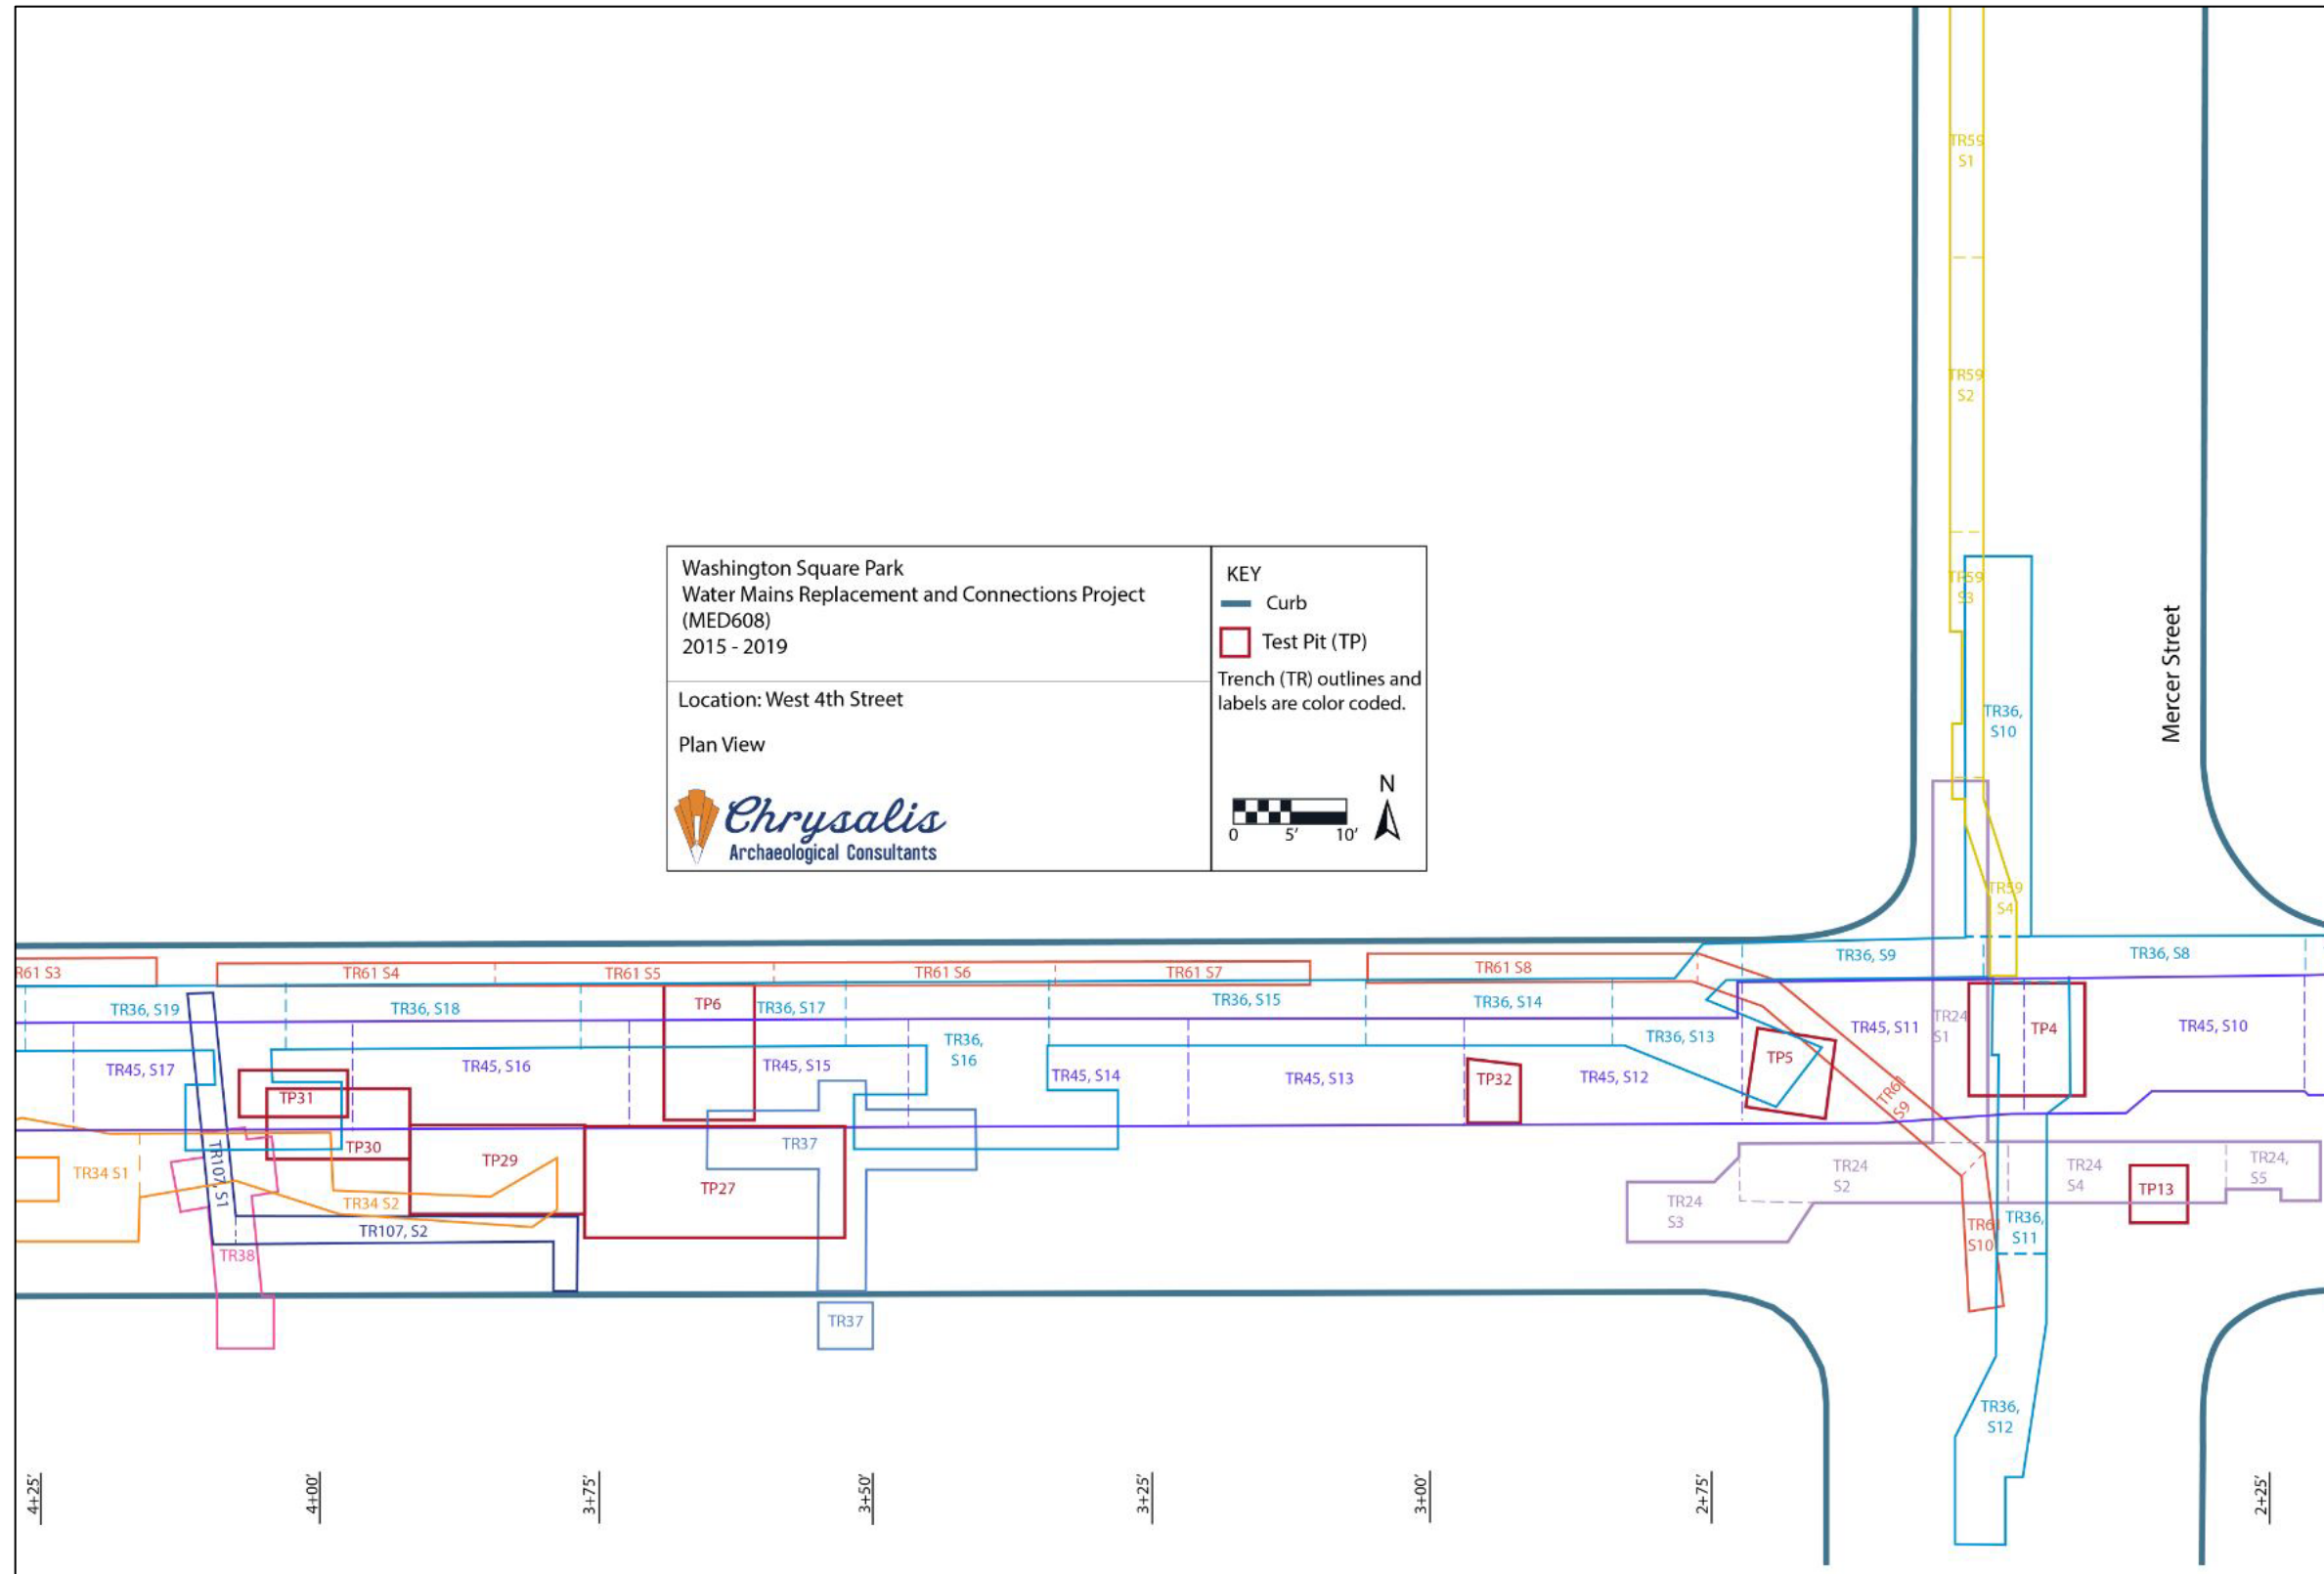 TR59
S1
TR59
S2
Washington Square Park
Water Mains Replacement and Connections Project
(MED608)
2015 - 2019
Location: West 4th Street
Plan View
Chrysalis
Archaeological Consultants
KEY
Curb
Test Pit (TP)
Trench (TR) outlines and
labels are color coded.
N
0 5' 10'
TR59
S3
TR36,
S10
Mercer Street
TR59
S4
R61 S3
TR61 S4
TR61 S5
TR61 S6
TR61 S7
TR61 S8
TR36, S9
TR36, S8
TR36, S19
TR36, S18
TP6
TR36, S17
TR36, S15
TR36, S14
TR36,
S16
TR36, S13
TR45, S11
TR24
S1
TP4
TR45, S10
TR45, S17
TR45, S16
TR45, S15
TR45, S14
TR45, S13
TP32
TR45, S12
TP5
TR61
S9
TP31
TP30
TR107, S1
TR34 S1
TR34 S2
TP29
TP27
TR37
TR24
S2
TR24
S3
TR24
S4
TP13
TR24,
S5
TR107, S2
TR38
TR61
S10
TR36,
S11
TR37
TR36,
S12
4+25'
4+00'
3+75'
3+50'
3+25'
3+00'
2+75'
2+25'